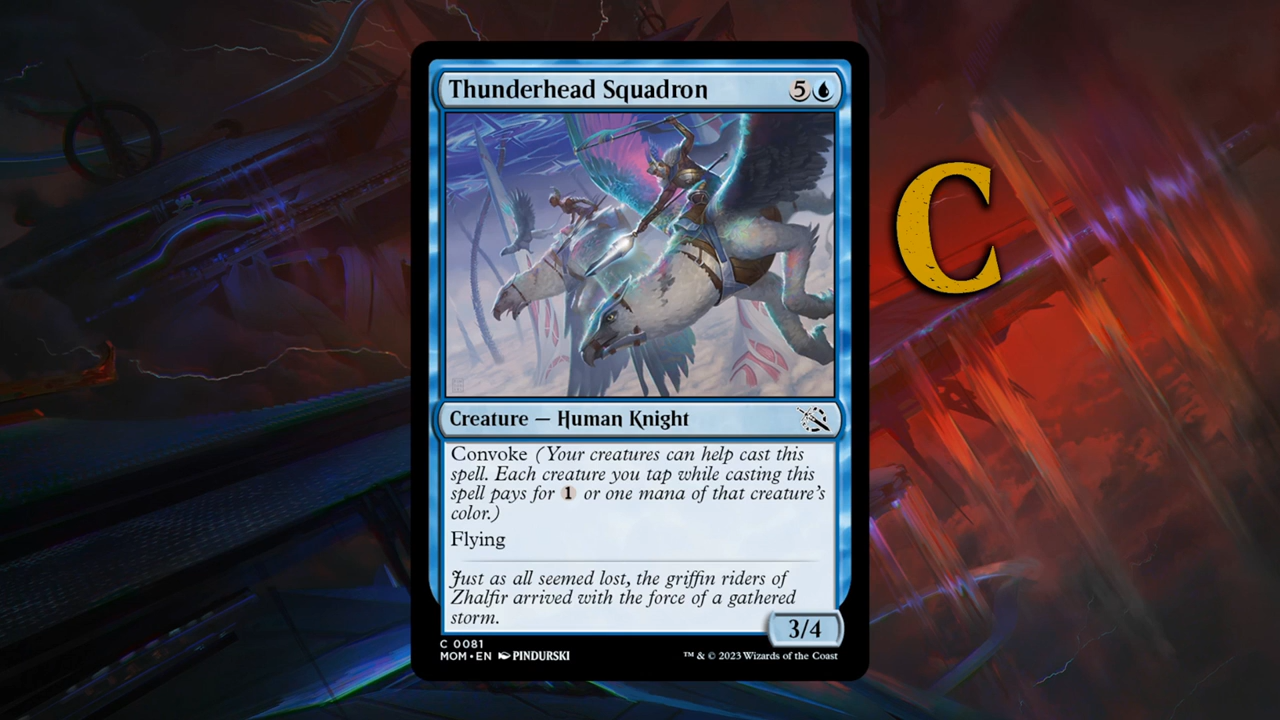 Thunderhead Squadron 5
C
Creature — Human Knight
Convoke (Your creatures can help cast this
spell. Each creature you tap while casting this
spell pays for 1 or one mana of that creature's
color.)
Flying
Just as all seemed lost, the griffin riders of
Zhalfir arrived with the force of a gathered
storm.
3/4
C 0081
MOM • EN PINDURSKI
™ & © 2023 Wizards of the Coast